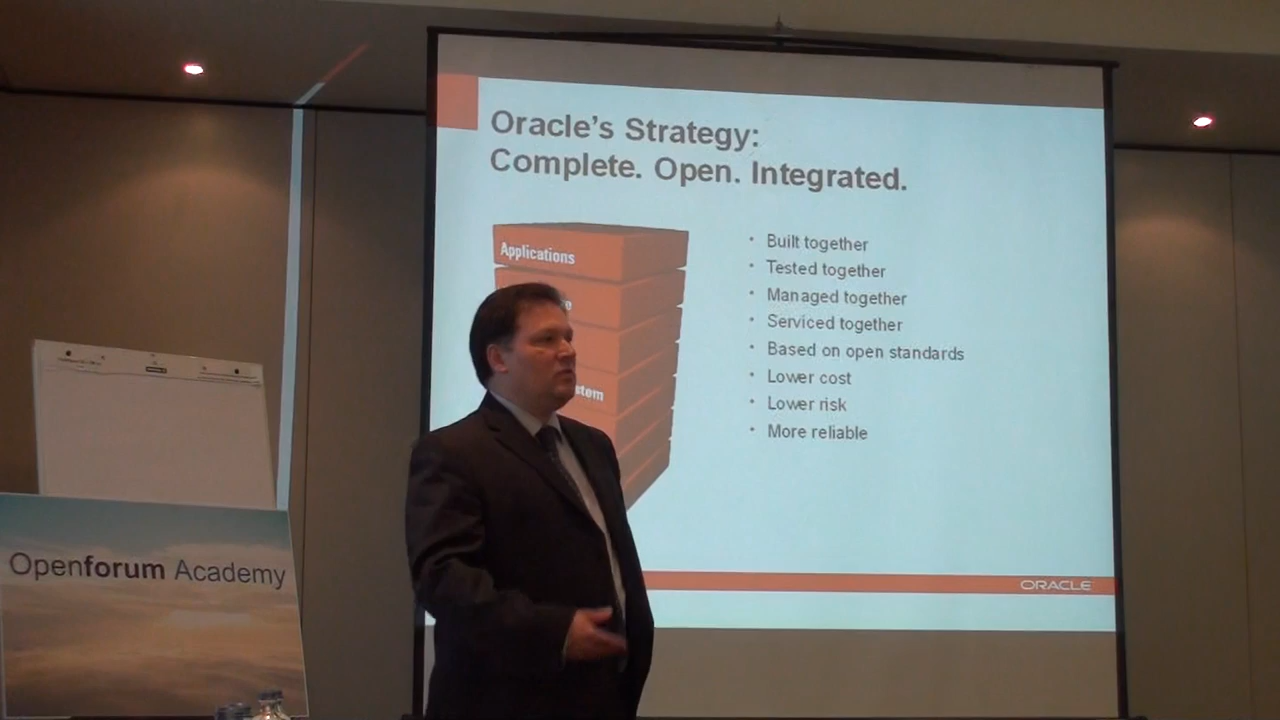 Oracle's Strategy:
Complete. Open. Integrated.
Applications
Built together
Tested together
Managed together
Serviced together
Based on open standards
Lower cost
Lower risk
More reliable
ORACLE
Openforum Academy